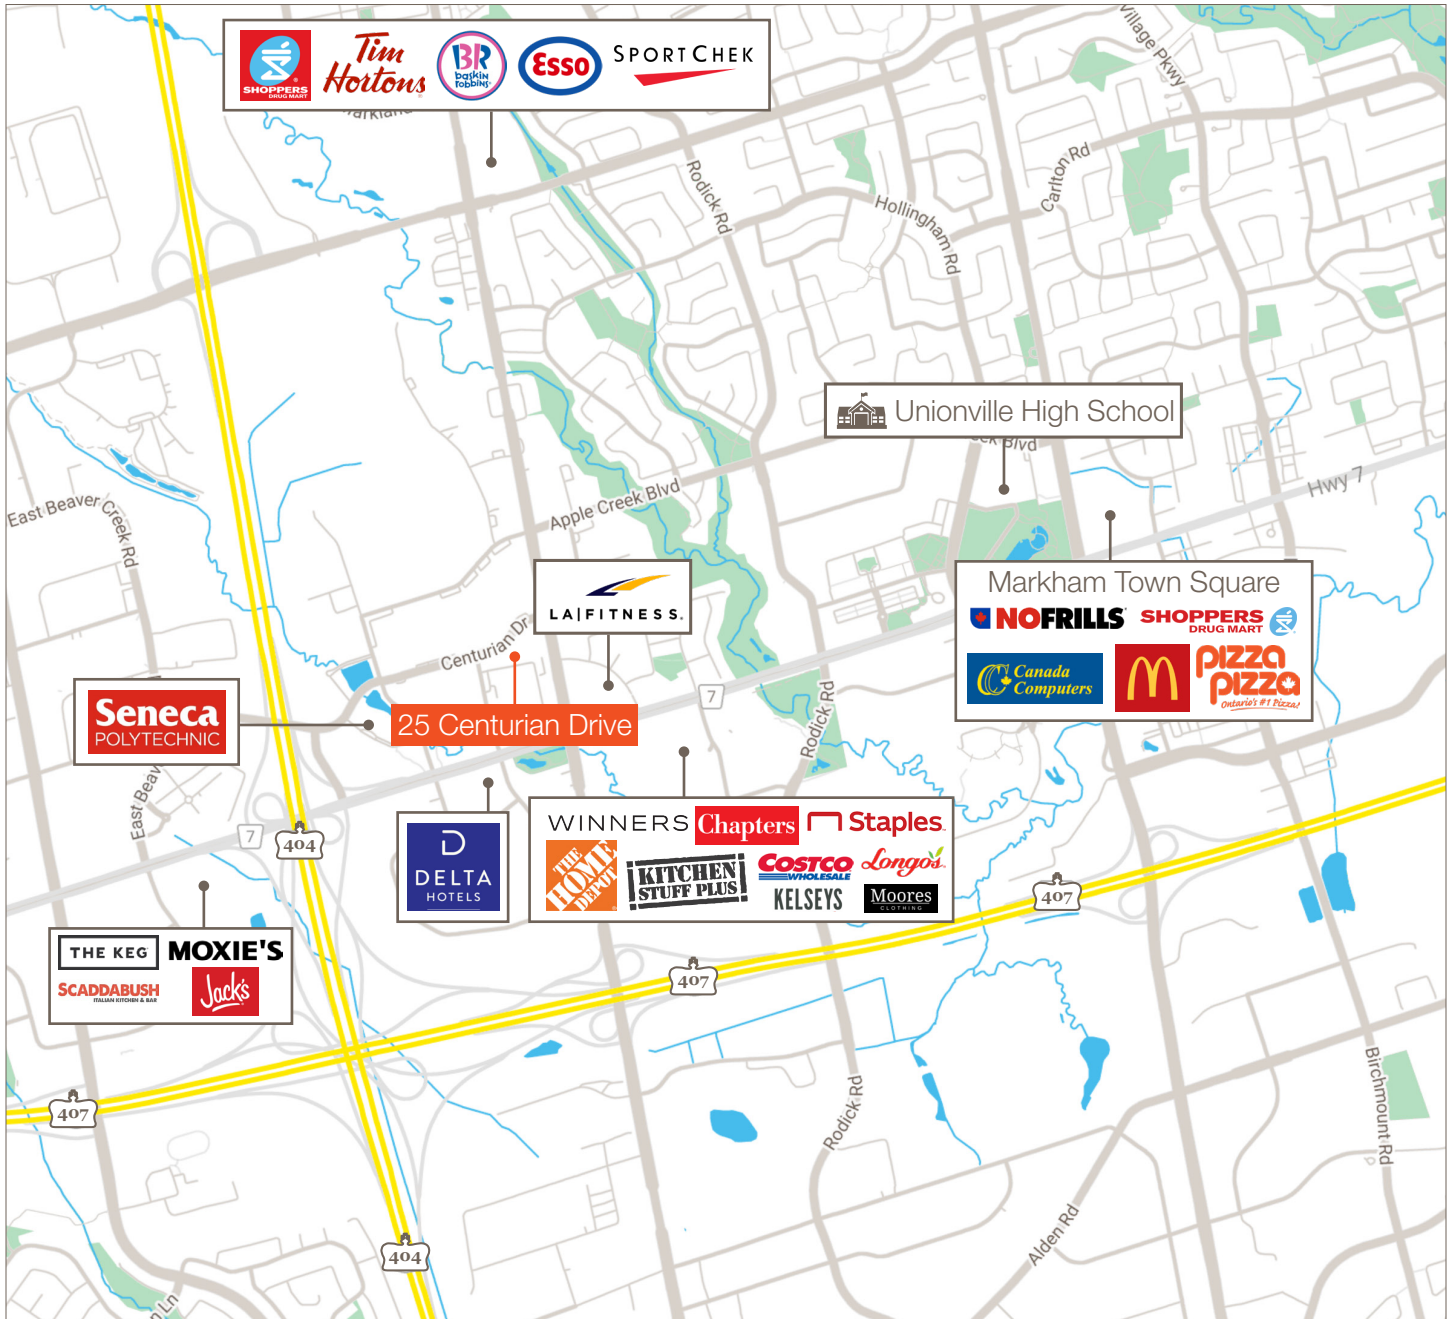 SHOPPERS
DRUG MART
Tim
Hortons
BR
baskin
robbins
Esso
SPORTCHEK
Village Pkwy
Rodick Rd
Carlton Rd
Hollingham Rd
Unionville High School
Blvd
Hwy 7
East Beaver Creek Rd
Apple Creek Blvd
LA|FITNESS.
Markham Town Square
NOFRILLS
SHOPPERS
DRUG MART
Canada
Computers
M
PIZZA
PIZZA
Ontario's #1 Pizza!
Centurian Dr
7
Seneca
POLYTECHNIC
25 Centurian Drive
Rodick Rd
East Beav
7
404
D
DELTA
HOTELS
WINNERS
Chapters
Staples
THE
HOME
DEPOT
KITCHEN
STUFF PLUS
COSTCO
WHOLESALE
Longo's
KELSEYS
Moores
CLOTHING
407
THE KEG
MOXIE'S
SCADDABUSH
ITALIAN KITCHEN & BAR
Jack's
407
407
Rodick Rd
Birchmount Rd
Alden Rd
404
n Ln